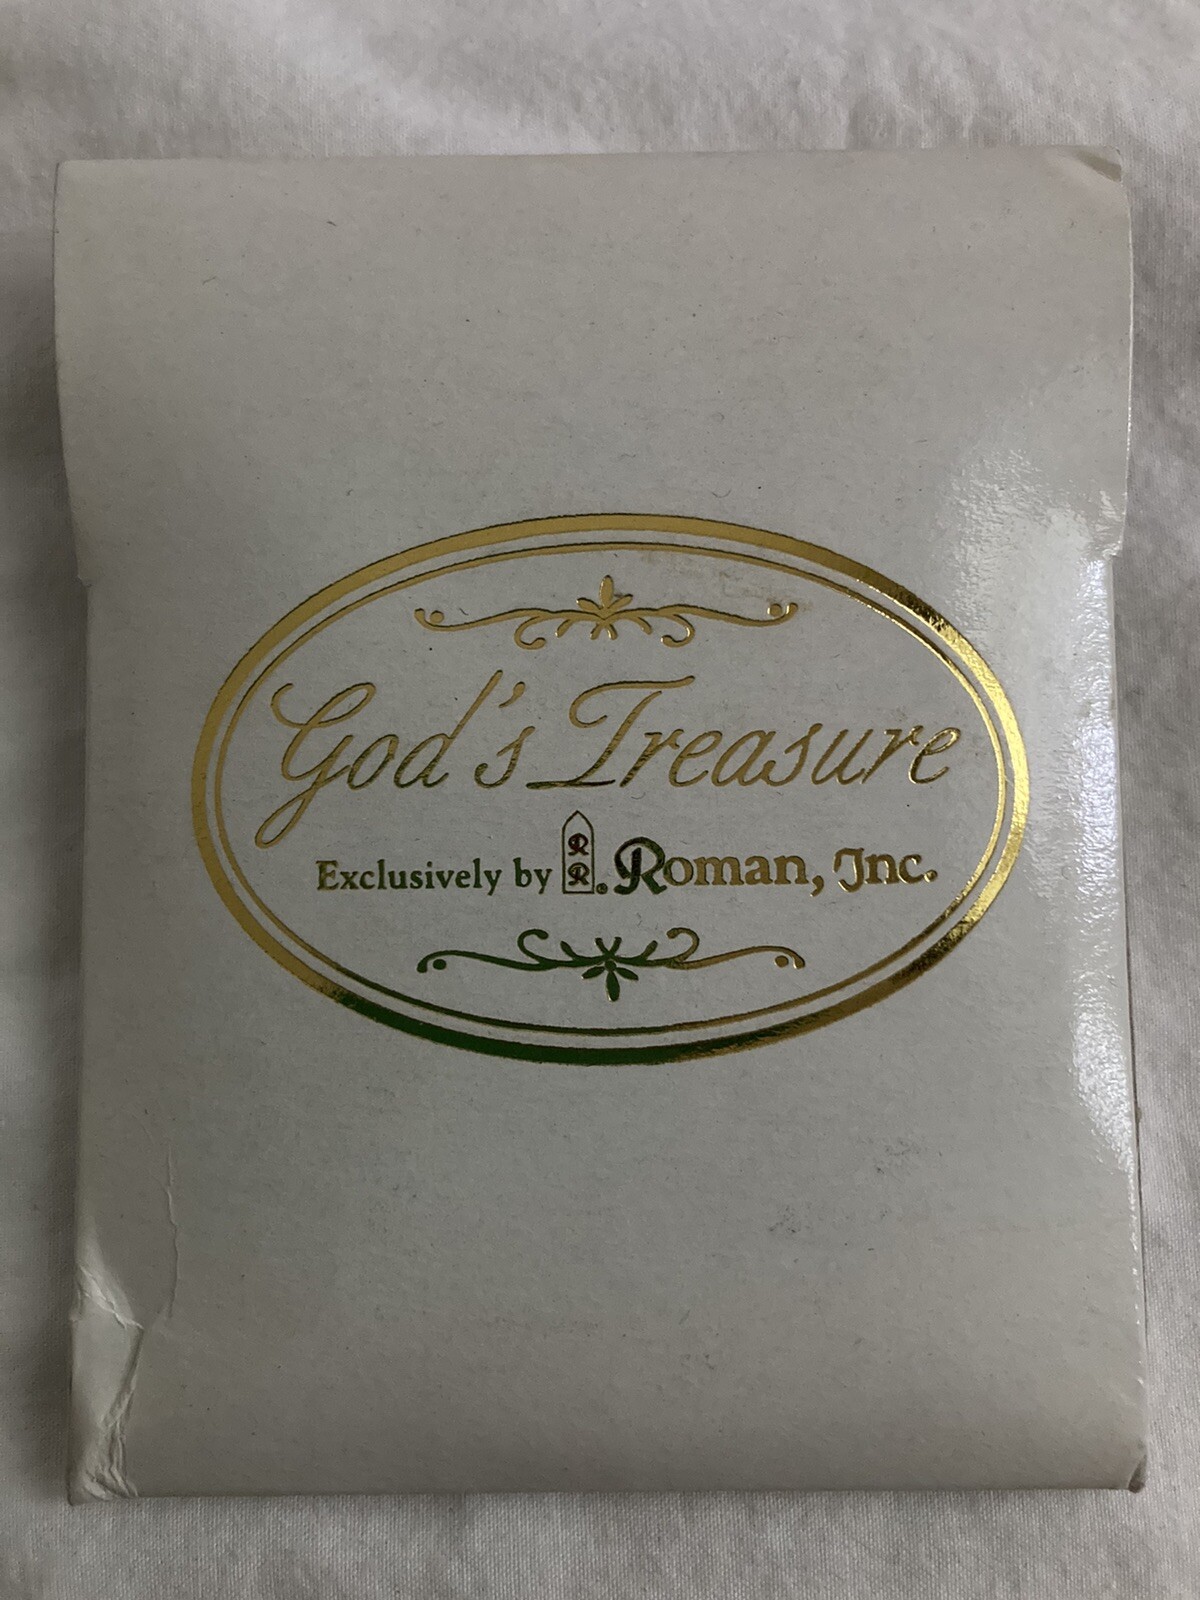 God's Treasure
Exclusively by R R ®. Roman, Inc.